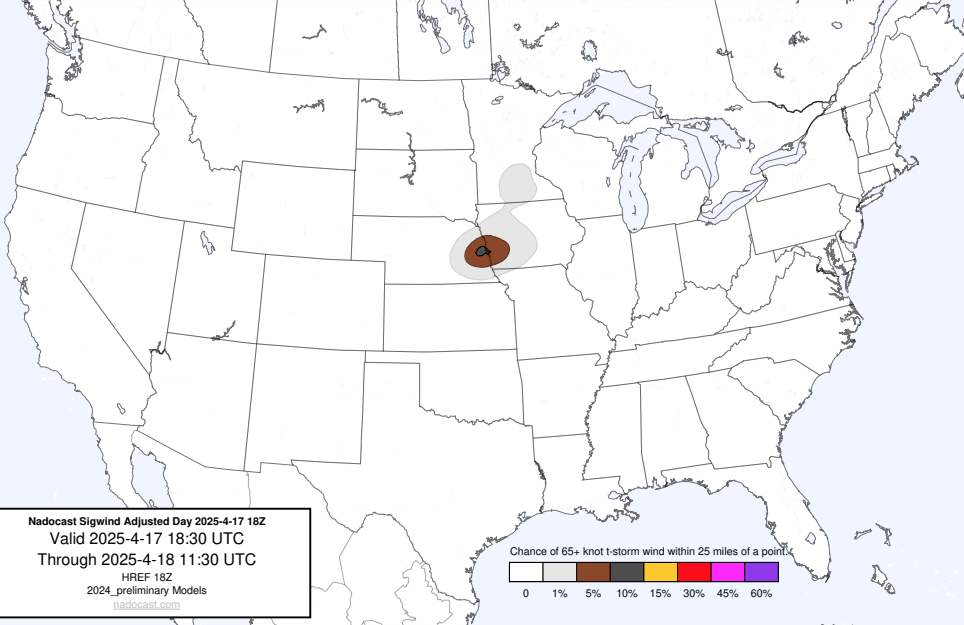 Nadocast Sigwind Adjusted Day 2025-4-17 18Z
Valid 2025-4-17 18:30 UTC
Through 2025-4-18 11:30 UTC
HREF 18Z
2024_preliminary Models
nadocast.com
Chance of 65+ knot t-storm wind within 25 miles of a point.
0 1% 5% 10% 15% 30% 45% 60%